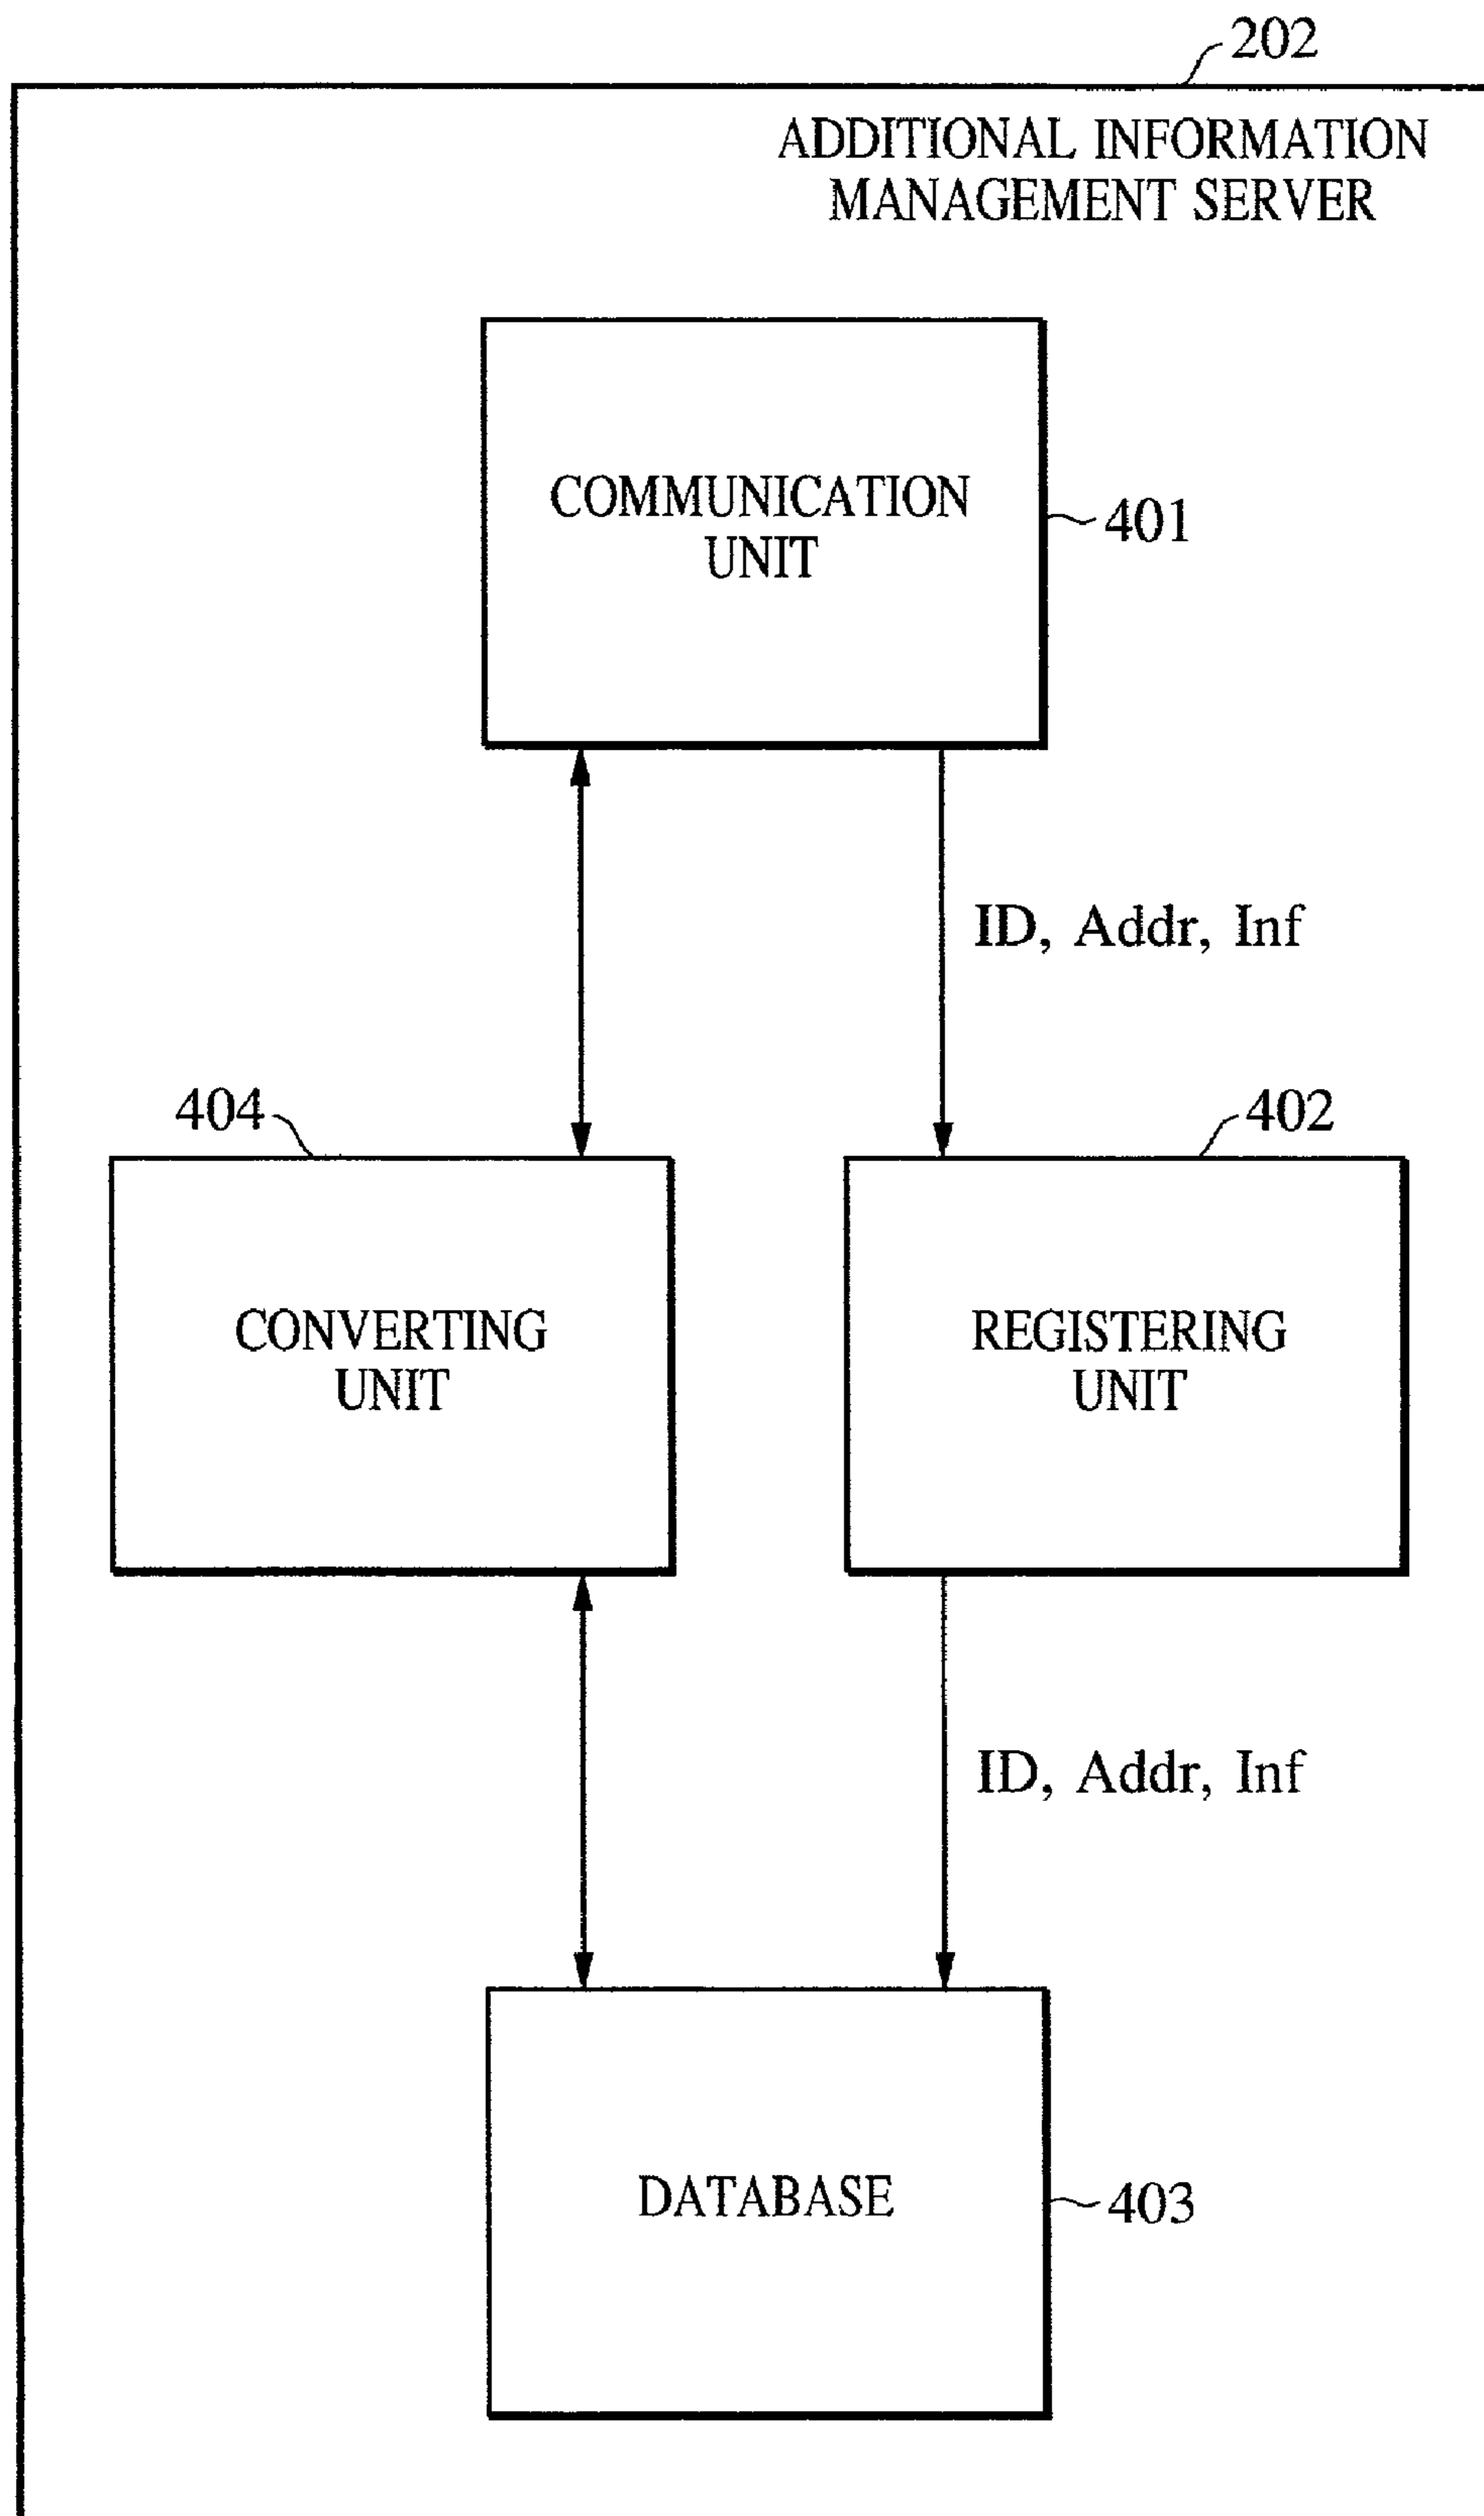 202
ADDITIONAL INFORMATION
MANAGEMENT SERVER
COMMUNICATION
UNIT
401
ID, Addr, Inf
404
402
CONVERTING
UNIT
REGISTERING
UNIT
ID, Addr, Inf
DATABASE
403